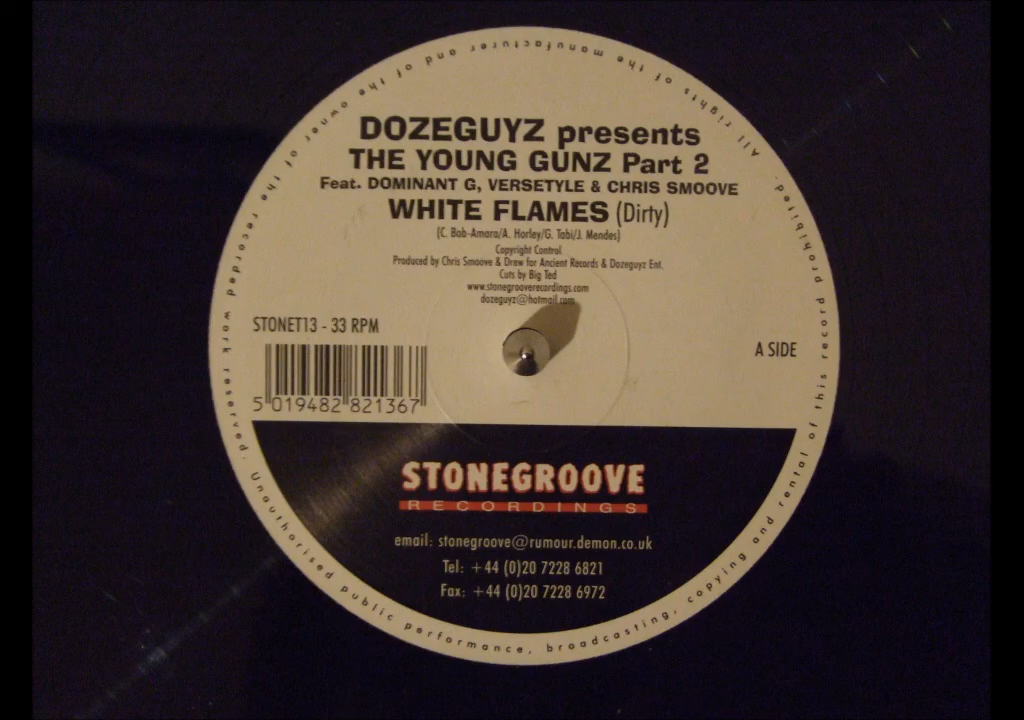 DOZEGUYZ presents
THE YOUNG GUNZ Part 2
Feat. DOMINANT G, VERSETYLE & CHRIS SMOOVE
WHITE FLAMES (Dirty)
(C. Bab-Amara/A. Horley/G. Tabi/J. Mendes)
Copyright Control
Produced by Chris Smoove & Drew for Ancient Records & Dozeguyz Ent.
Cuts by Big Ted
www.stonegrooverecordings.com
dozeguyz@hotmail.com
STONET13 - 33 RPM
A SIDE
5 019482 821367
STONEGROOVE
RECORDINGS
email: stonegroove@rumour.demon.co.uk
Tel: +44 (0)20 7228 6821
Fax: +44 (0)20 7228 6972
All rights of the manufacturer and of the owner of the recorded work reserved. Unauthorised public performance, broadcasting, copying and rental of this record prohibited.